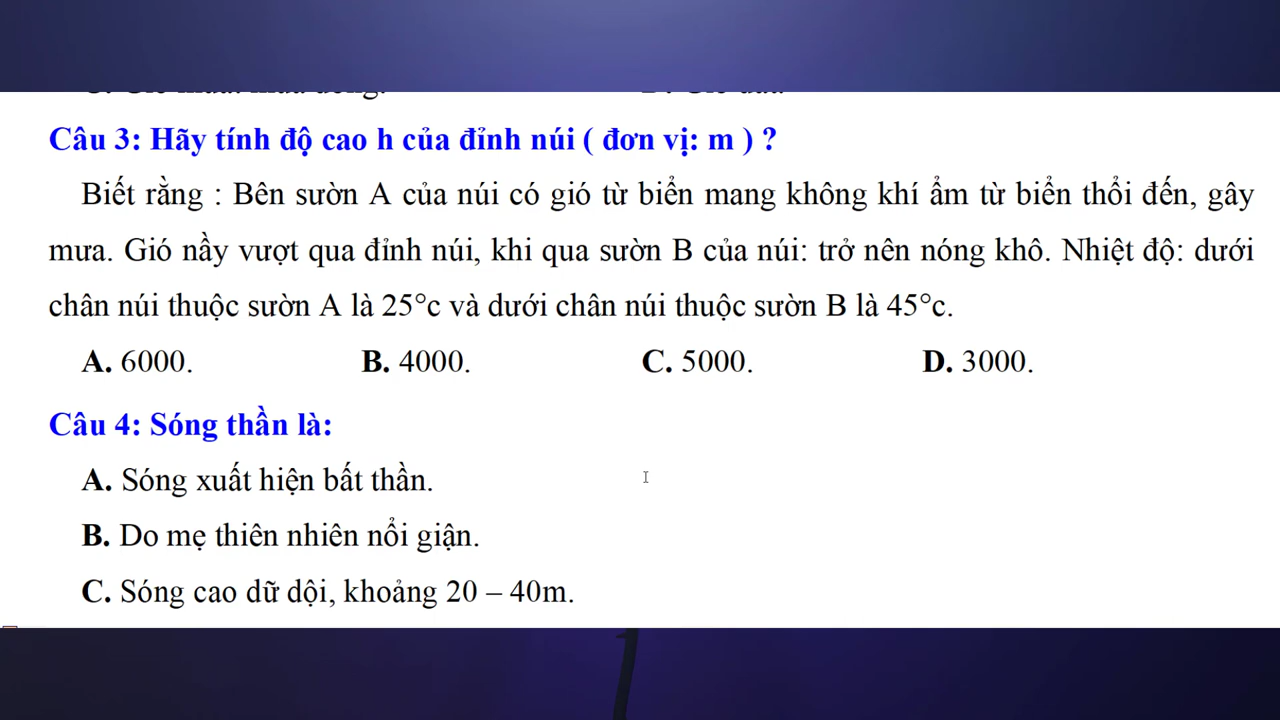 Câu 3: Hãy tính độ cao h của đỉnh núi ( đơn vị: m ) ?
Biết rằng : Bên sườn A của núi có gió từ biển mang không khí ẩm từ biển thổi đến, gây
mưa. Gió nầy vượt qua đỉnh núi, khi qua sườn B của núi: trở nên nóng khô. Nhiệt độ: dưới
chân núi thuộc sườn A là 25°c và dưới chân núi thuộc sườn B là 45°c.
A. 6000. B. 4000. C. 5000. D. 3000.
Câu 4: Sóng thần là:
A. Sóng xuất hiện bất thần.
B. Do mẹ thiên nhiên nổi giận.
C. Sóng cao dữ dội, khoảng 20 – 40m.